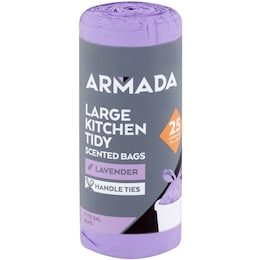 ARMADA
LARGE
KITCHEN
TIDY
SCENTED BAGS
LAVENDER
HANDLE TIES
25